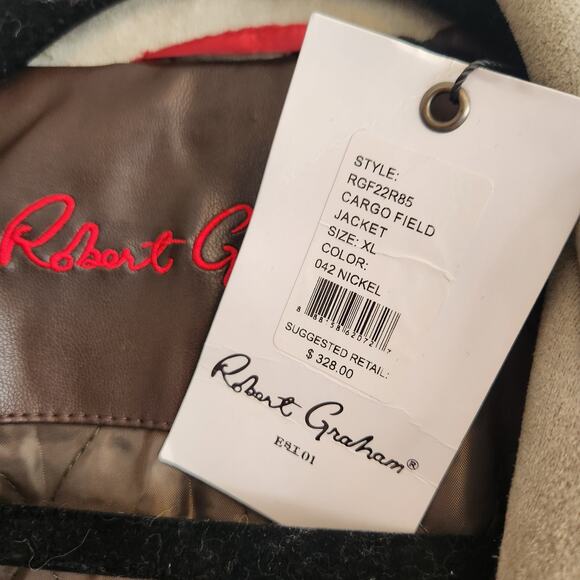 Robert G
STYLE:
RGF22R85
CARGO FIELD
JACKET
SIZE: XL
COLOR:
042 NICKEL
SUGGESTED RETAIL:
$ 328.00
Robert Graham®
EST 01